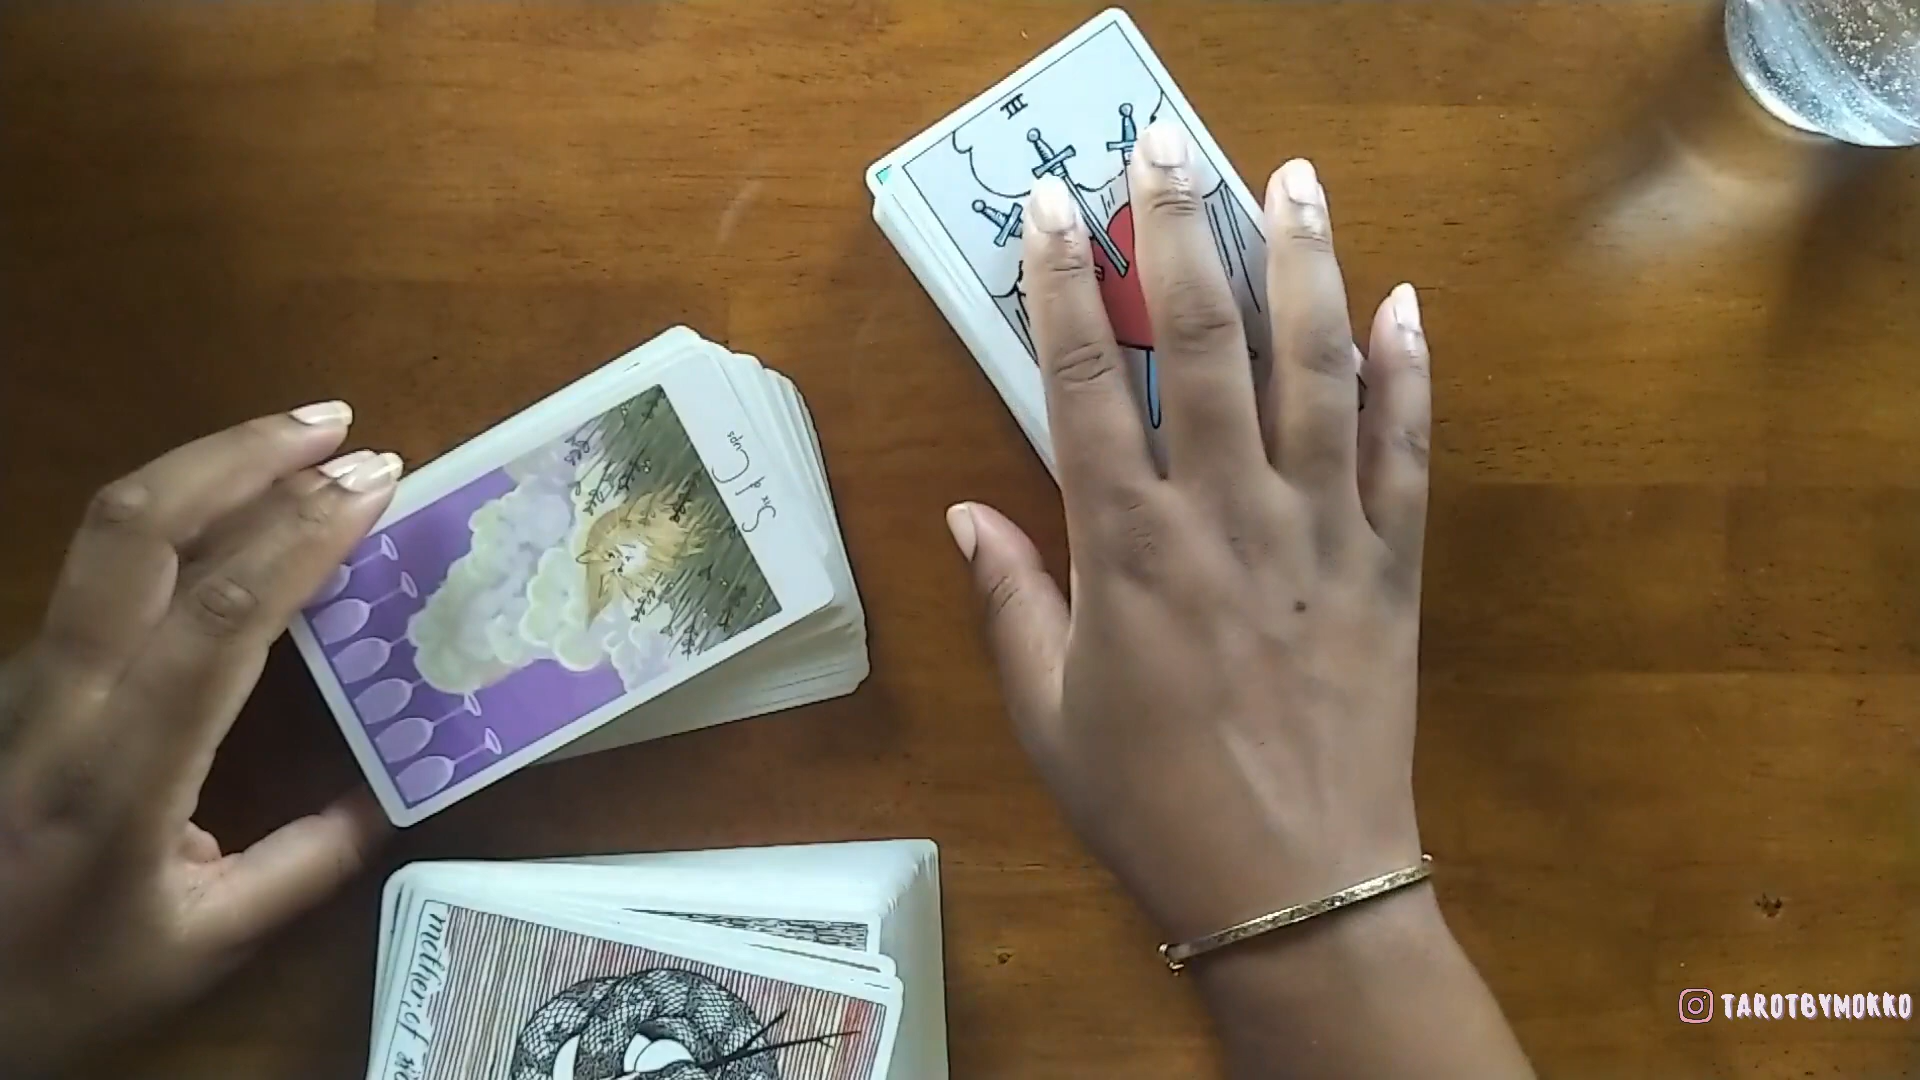 III
Six of Cups
mother of
TAROTBYMOKKO